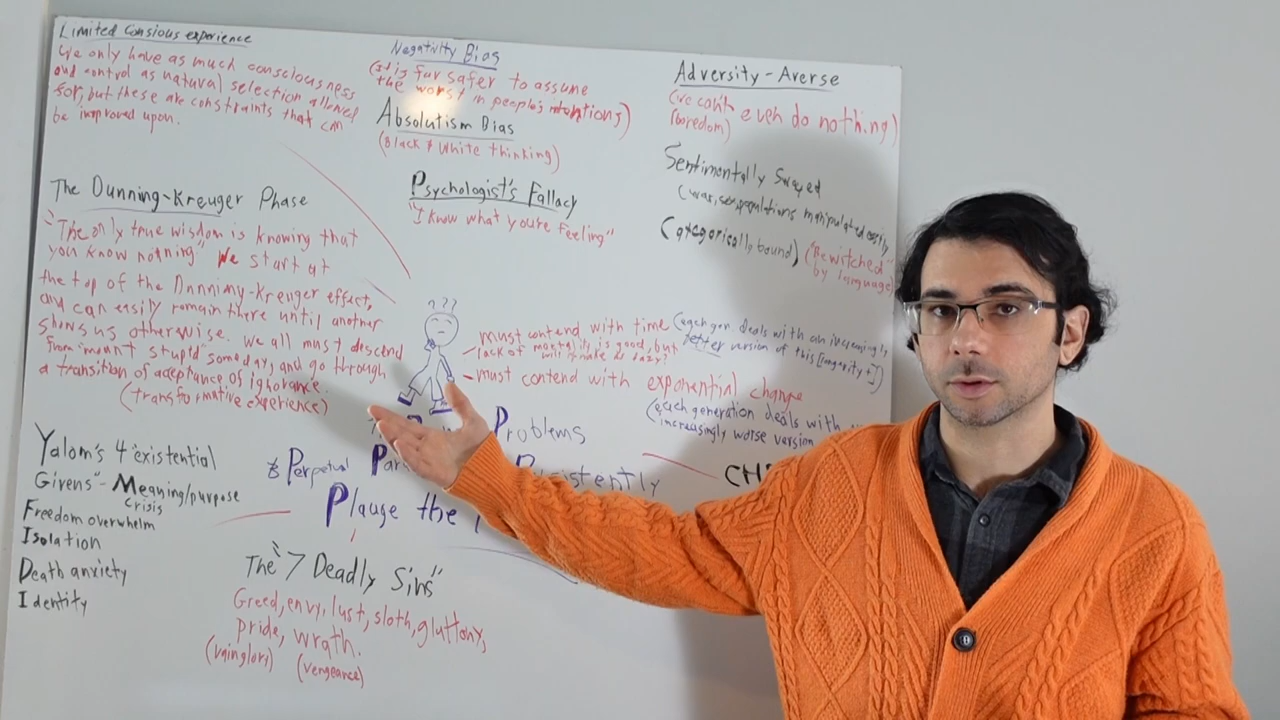 Limited Consious experience
We only have as much consciousness
and control as natural selection allowed
for, but these are constraints that can
be improved upon.
Negativity Bias
(It is far safer to assume
the worst in people's intentions)
Absolutism Bias
(Black & White thinking)
Psychologist's Fallacy
"I know what you're feeling"
Adversity-Averse
(we can't even do nothing)
(boredom)
Sentimentally Swayed
(wars, populations manipulated easily
Categorically bound) ("Bewitched"
by language)
The Dunning-Kreuger Phase
"The only true wisdom is knowing that
you know nothing" We start at
the top of the Dunning-Kreuger effect,
and can easily remain there until another
shows us otherwise. We all must descend
from "meant stupid" someday, and go through
a transition of aceptance of ignorance.
(transformative experience)
???
must contend with time (each gen. deals with an increasingly
better version of this [longevity ↑])
lack of mortality is good, but
will it make us lazy?
must contend with exponential change
(each generation deals with
increasingly worse version
Problems
& Perpetual
Plauge the
CH
Yalom's 4 "existential
Givens" - Meaning/purpose
crisis
Freedom overwhelm
Isolation
Death anxiety
Identity
The "7 Deadly Sins"
Greed, envy, lust, sloth, gluttony,
pride, wrath.
(vainglori) (vengeance)